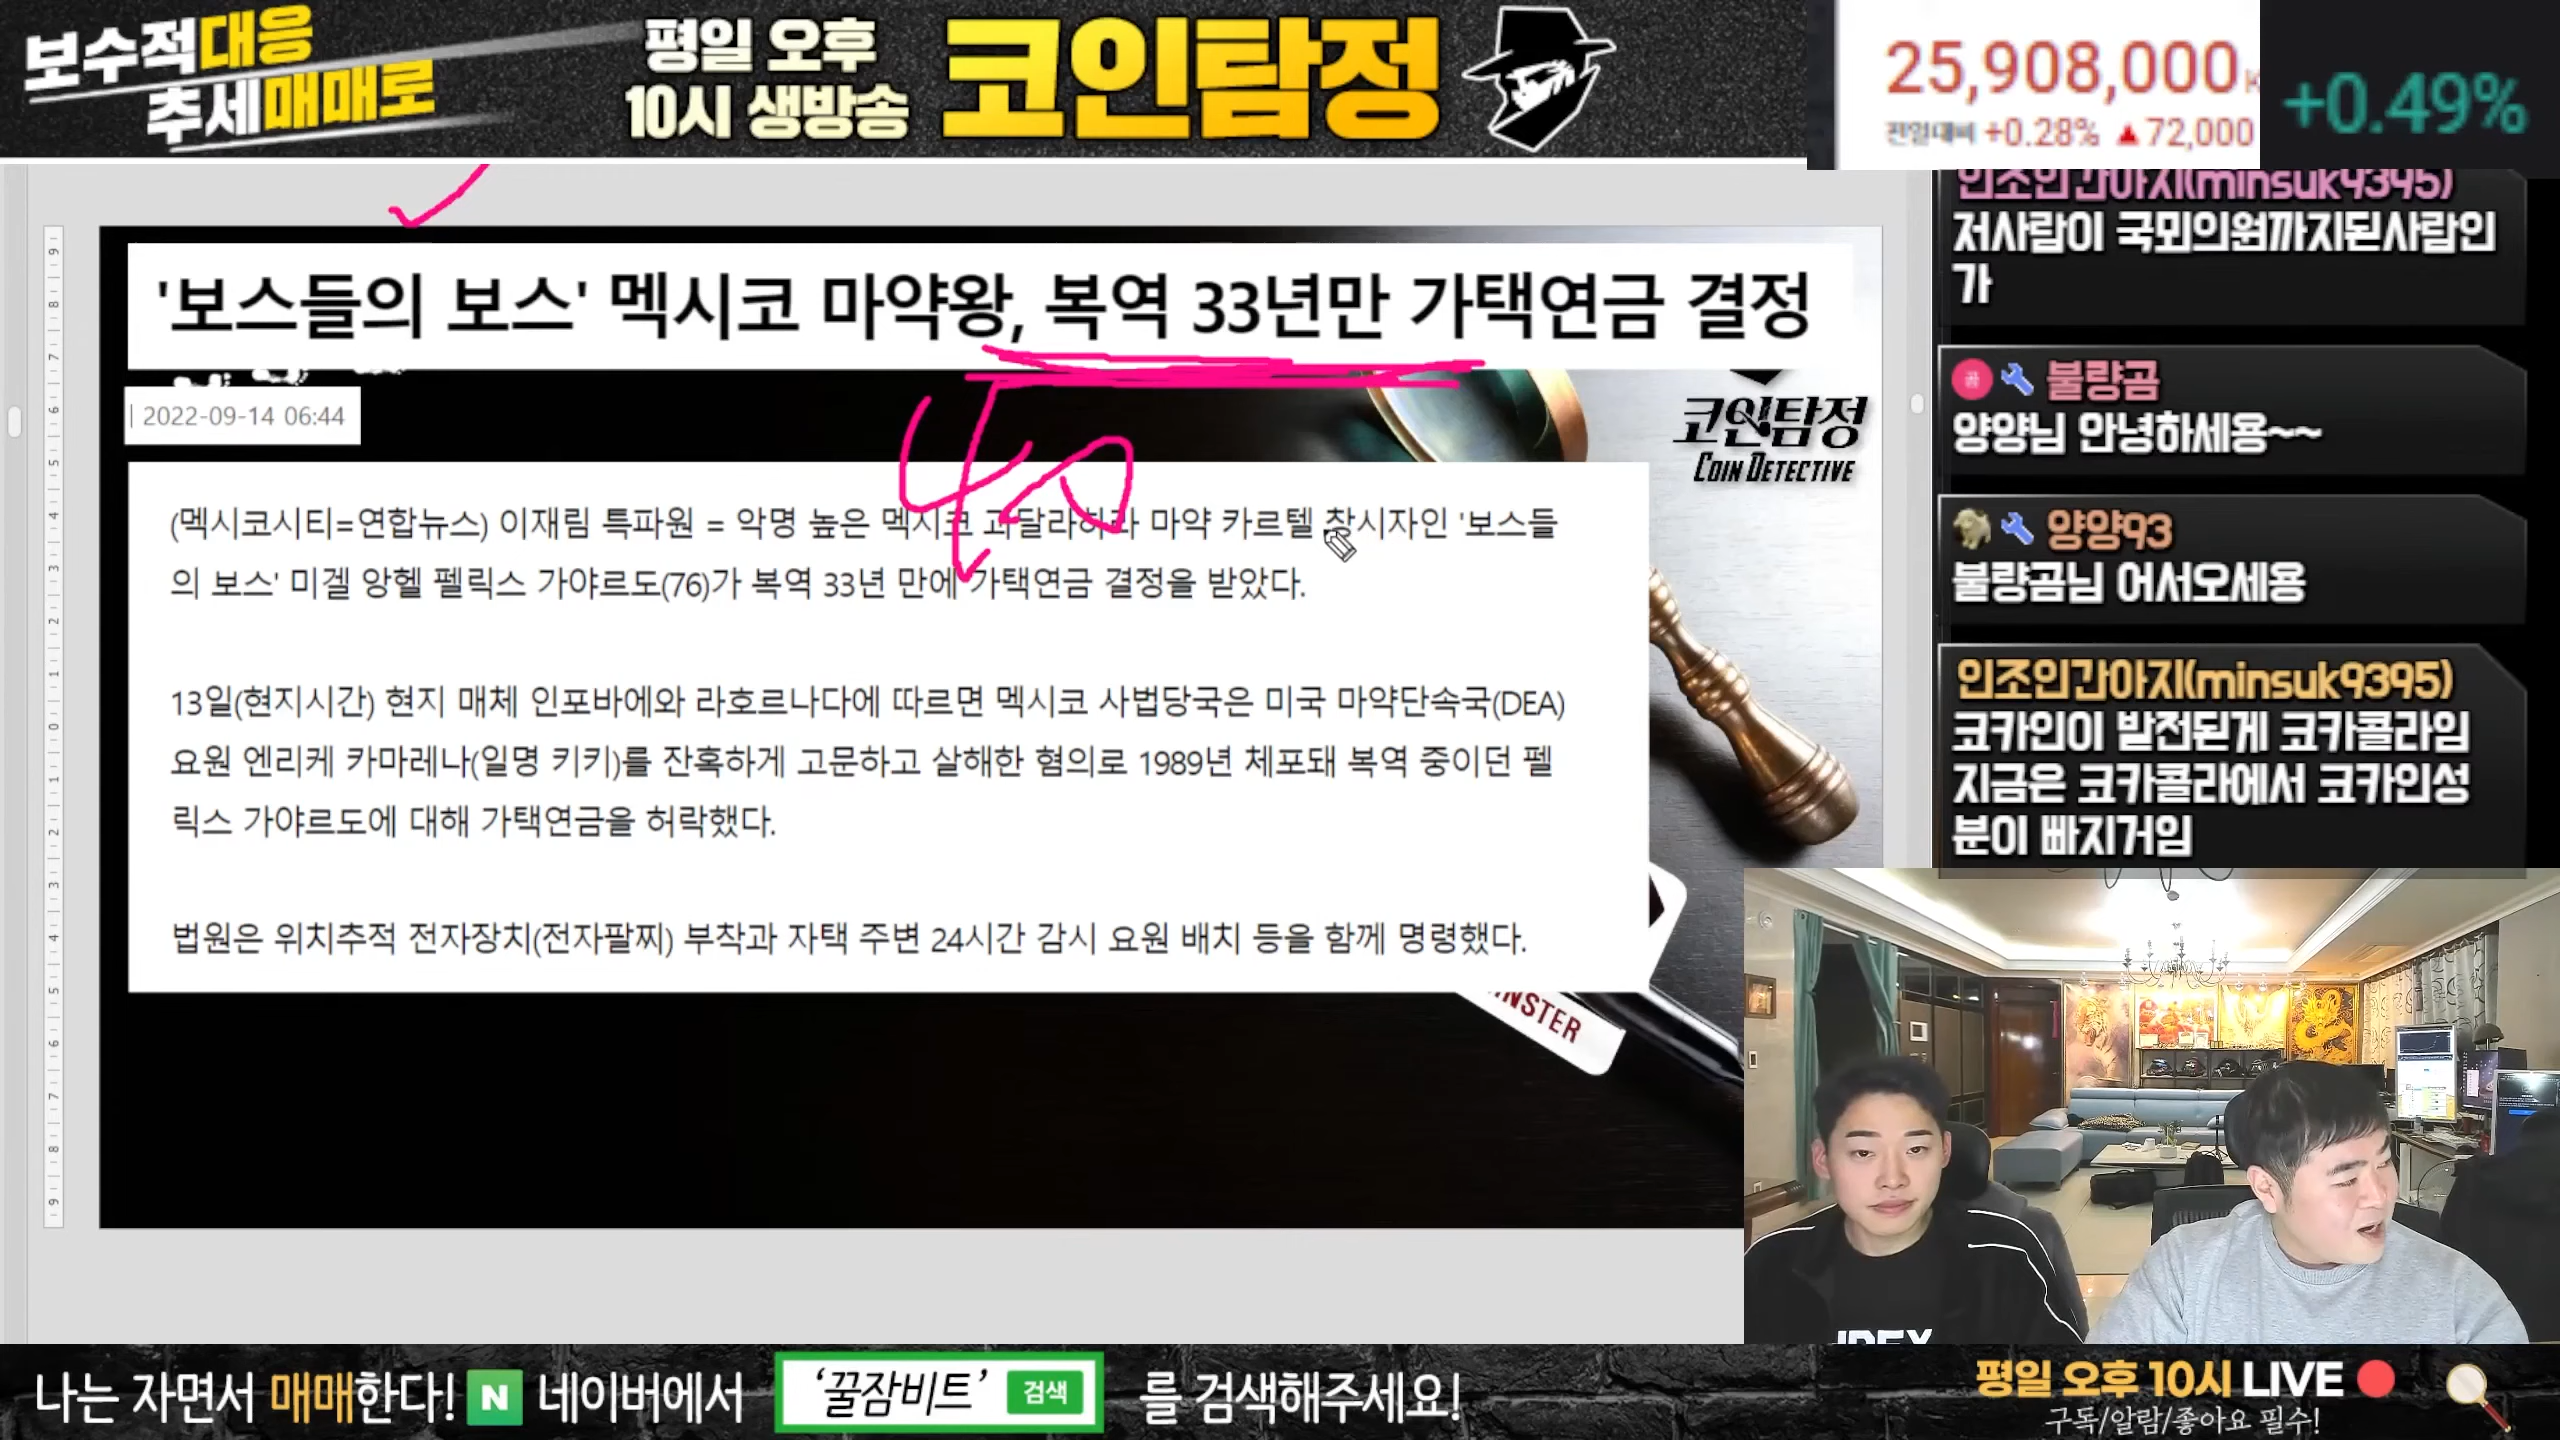 보수적대응
추세매매로
평일 오후
10시 생방송
코인탐정
25,908,000
전일대비 +0.28% ▲72,000
+0.49%
'보스들의 보스' 멕시코 마약왕, 복역 33년만 가택연금 결정
2022-09-14 06:44
코인탐정
COIN DETECTIVE
(멕시코시티=연합뉴스) 이재림 특파원 = 악명 높은 멕시코 과달라하라 마약 카르텔 창시자인 '보스들
의 보스' 미겔 앙헬 펠릭스 가야르도(76)가 복역 33년 만에 가택연금 결정을 받았다.
13일(현지시간) 현지 매체 인포바에와 라호르나다에 따르면 멕시코 사법당국은 미국 마약단속국(DEA)
요원 엔리케 카마레나(일명 키키)를 잔혹하게 고문하고 살해한 혐의로 1989년 체포돼 복역 중이던 펠
릭스 가야르도에 대해 가택연금을 허락했다.
법원은 위치추적 전자장치(전자팔찌) 부착과 자택 주변 24시간 감시 요원 배치 등을 함께 명령했다.
인조인간아지(minsuk9395)
저사람이 국회의원까지된사람인
가
불량곰
양양님 안녕하세용~~
양양93
불량곰님 어서오세용
인조인간아지(minsuk9395)
코카인이 발전된게 코카콜라임
지금은 코카콜라에서 코카인성
분이 빠지거임
나는 자면서 매매한다! N 네이버에서 '꿀잠비트' 검색 를 검색해주세요!
평일 오후 10시 LIVE
구독/알람/좋아요 필수!